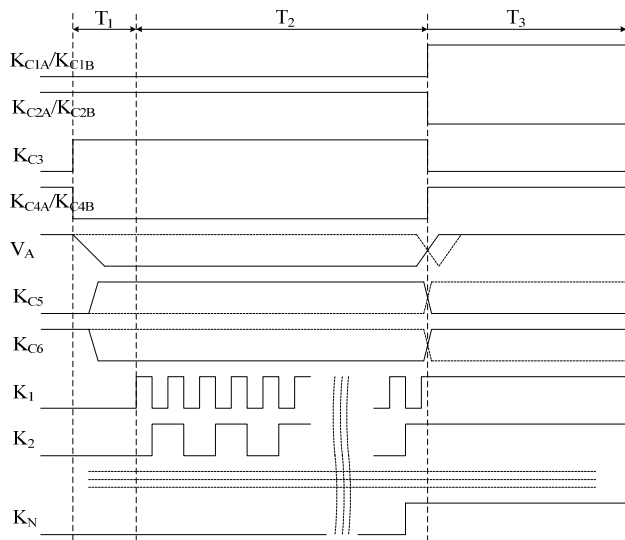 T1 T2 T3
KC1A/KC1B
KC2A/KC2B
KC3
KC4A/KC4B
VA
KC5
KC6
K1
K2
KN